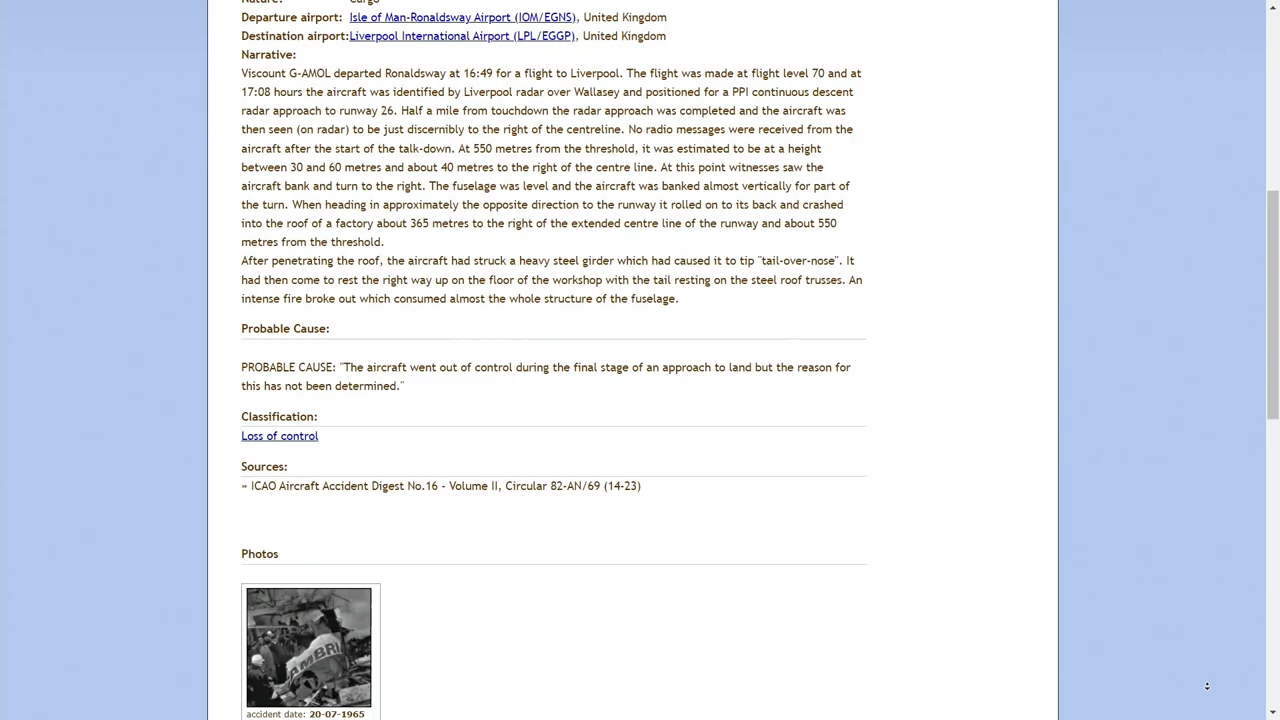 Departure airport: Isle of Man-Ronaldsway Airport (IOM/EGNS), United Kingdom
Destination airport:Liverpool International Airport (LPL/EGGP), United Kingdom
Narrative:
Viscount G-AMOL departed Ronaldsway at 16:49 for a flight to Liverpool. The flight was made at flight level 70 and at
17:08 hours the aircraft was identified by Liverpool radar over Wallasey and positioned for a PPI continuous descent
radar approach to runway 26. Half a mile from touchdown the radar approach was completed and the aircraft was
then seen (on radar) to be just discernibly to the right of the centreline. No radio messages were received from the
aircraft after the start of the talk-down. At 550 metres from the threshold, it was estimated to be at a height
between 30 and 60 metres and about 40 metres to the right of the centre line. At this point witnesses saw the
aircraft bank and turn to the right. The fuselage was level and the aircraft was banked almost vertically for part of
the turn. When heading in approximately the opposite direction to the runway it rolled on to its back and crashed
into the roof of a factory about 365 metres to the right of the extended centre line of the runway and about 550
metres from the threshold.
After penetrating the roof, the aircraft had struck a heavy steel girder which had caused it to tip "tail-over-nose". It
had then come to rest the right way up on the floor of the workshop with the tail resting on the steel roof trusses. An
intense fire broke out which consumed almost the whole structure of the fuselage.
Probable Cause:
PROBABLE CAUSE: "The aircraft went out of control during the final stage of an approach to land but the reason for
this has not been determined."
Classification:
Loss of control
Sources:
» ICAO Aircraft Accident Digest No.16 - Volume II, Circular 82-AN/69 (14-23)
Photos
AMBRI
accident date: 20-07-1965